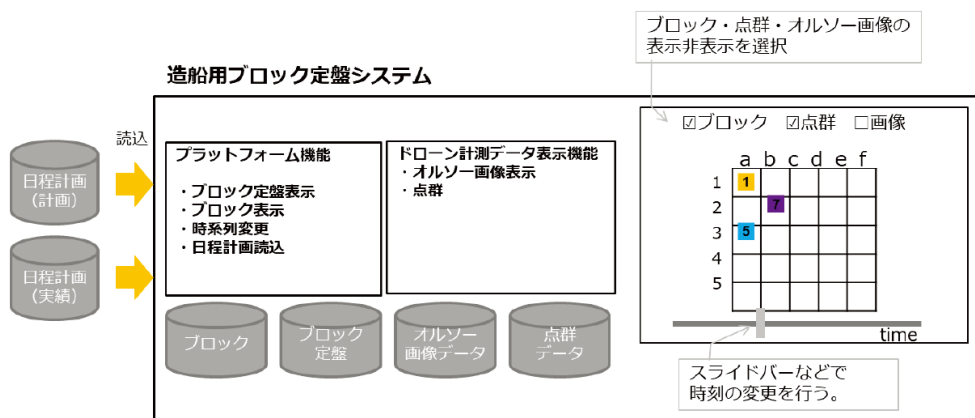 ブロック・点群・オルソー画像の
表示非表示を選択
造船用ブロック定盤システム
読込
日程計画
(計画)
日程計画
(実績)
プラットフォーム機能
・ブロック定盤表示
・ブロック表示
・時系列変更
・日程計画読込
ドローン計測データ表示機能
・オルソー画像表示
・点群
ブロック
ブロック
定盤
オルソー
画像データ
点群
データ
☑ブロック ☑点群 □画像
a b c d e f
1
2
3
4
5
1
7
5
time
スライドバーなどで
時刻の変更を行う。